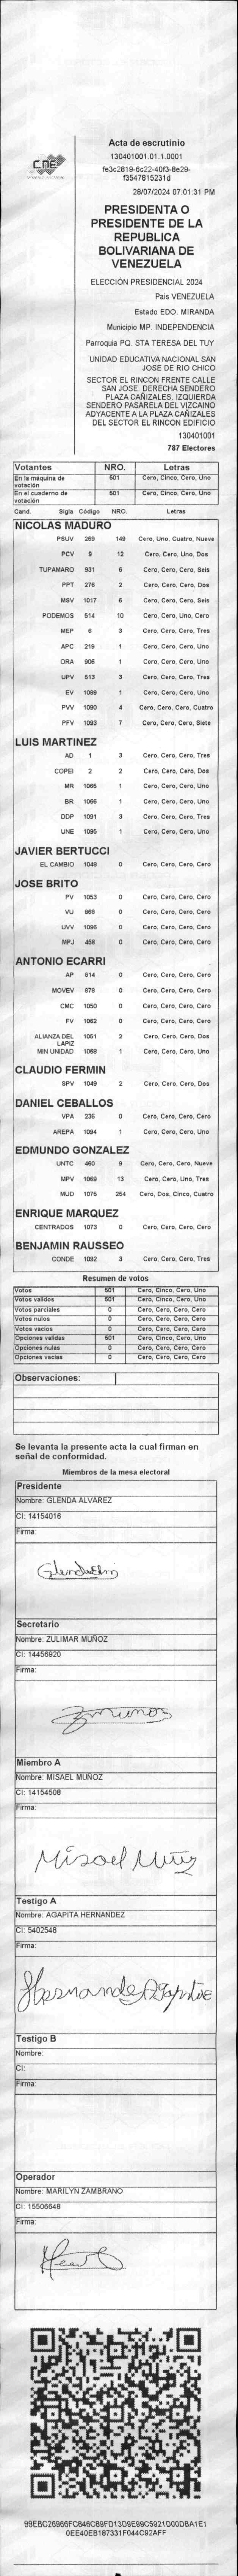 CNE
Acta de escrutinio
130401001.01.1.0001
fe3c2819-6c22-40f3-8e29-
f3547815231d
28/07/2024 07:01:31 PM
PRESIDENTA O
PRESIDENTE DE LA
REPUBLICA
BOLIVARIANA DE
VENEZUELA
ELECCIÓN PRESIDENCIAL 2024
País VENEZUELA
Estado EDO. MIRANDA
Municipio MP. INDEPENDENCIA
Parroquia PQ. STA TERESA DEL TUY
UNIDAD EDUCATIVA NACIONAL SAN
JOSE DE RIO CHICO
SECTOR EL RINCON FRENTE CALLE
SAN JOSE. DERECHA SENDERO
PLAZA CAÑIZALES. IZQUIERDA
SENDERO PASARELA DEL VIZCAINO
ADYACENTE A LA PLAZA CAÑIZALES
DEL SECTOR EL RINCON EDIFICIO
130401001
787 Electores
Votantes NRO. Letras
En la máquina de votación 501 Cero, Cinco, Cero, Uno
En el cuaderno de votación 501 Cero, Cinco, Cero, Uno
Cand. Sigla Código NRO. Letras
NICOLAS MADURO
PSUV 269 149 Cero, Uno, Cuatro, Nueve
PCV 9 12 Cero, Cero, Uno, Dos
TUPAMARO 931 6 Cero, Cero, Cero, Seis
PPT 276 2 Cero, Cero, Cero, Dos
MSV 1017 6 Cero, Cero, Cero, Seis
PODEMOS 514 10 Cero, Cero, Uno, Cero
MEP 6 3 Cero, Cero, Cero, Tres
APC 219 1 Cero, Cero, Cero, Uno
ORA 906 1 Cero, Cero, Cero, Uno
UPV 513 3 Cero, Cero, Cero, Tres
EV 1089 1 Cero, Cero, Cero, Uno
PVV 1090 4 Cero, Cero, Cero, Cuatro
PFV 1093 7 Cero, Cero, Cero, Siete
LUIS MARTINEZ
AD 1 3 Cero, Cero, Cero, Tres
COPEI 2 2 Cero, Cero, Cero, Dos
MR 1065 1 Cero, Cero, Cero, Uno
BR 1066 1 Cero, Cero, Cero, Uno
DDP 1091 3 Cero, Cero, Cero, Tres
UNE 1095 1 Cero, Cero, Cero, Uno
JAVIER BERTUCCI
EL CAMBIO 1048 0 Cero, Cero, Cero, Cero
JOSE BRITO
PV 1053 0 Cero, Cero, Cero, Cero
VU 868 0 Cero, Cero, Cero, Cero
UVV 1096 0 Cero, Cero, Cero, Cero
MPJ 458 0 Cero, Cero, Cero, Cero
ANTONIO ECARRI
AP 814 0 Cero, Cero, Cero, Cero
MOVEV 878 0 Cero, Cero, Cero, Cero
CMC 1050 0 Cero, Cero, Cero, Cero
FV 1062 0 Cero, Cero, Cero, Cero
ALIANZA DEL LAPIZ 1051 2 Cero, Cero, Cero, Dos
MIN UNIDAD 1068 1 Cero, Cero, Cero, Uno
CLAUDIO FERMIN
SPV 1049 2 Cero, Cero, Cero, Dos
DANIEL CEBALLOS
VPA 236 0 Cero, Cero, Cero, Cero
AREPA 1094 1 Cero, Cero, Cero, Uno
EDMUNDO GONZALEZ
UNTC 460 9 Cero, Cero, Cero, Nueve
MPV 1069 13 Cero, Cero, Uno, Tres
MUD 1075 254 Cero, Dos, Cinco, Cuatro
ENRIQUE MARQUEZ
CENTRADOS 1073 0 Cero, Cero, Cero, Cero
BENJAMIN RAUSSEO
CONDE 1092 3 Cero, Cero, Cero, Tres
Resumen de votos
Votos 501 Cero, Cinco, Cero, Uno
Votos validos 501 Cero, Cinco, Cero, Uno
Votos parciales 0 Cero, Cero, Cero, Cero
Votos nulos 0 Cero, Cero, Cero, Cero
Votos vacios 0 Cero, Cero, Cero, Cero
Opciones validas 501 Cero, Cinco, Cero, Uno
Opciones nulas 0 Cero, Cero, Cero, Cero
Opciones vacias 0 Cero, Cero, Cero, Cero
Observaciones:
Se levanta la presente acta la cual firman en
señal de conformidad.
Miembros de la mesa electoral
Presidente
Nombre: GLENDA ALVAREZ
CI: 14154016
Firma:
Secretario
Nombre: ZULIMAR MUÑOZ
CI: 14456920
Firma:
Miembro A
Nombre: MISAEL MUÑOZ
CI: 14154508
Firma:
Misael Muñoz
Testigo A
Nombre: AGAPITA HERNANDEZ
CI: 5402548
Firma:
Hernandez Agapita
Testigo B
Nombre:
CI:
Firma:
Operador
Nombre: MARILYN ZAMBRANO
CI: 15506648
Firma:
99EBC26966FC646C89FD13D9E99C5921D00DBA1E1
0EE40EB187331F044C92AFF